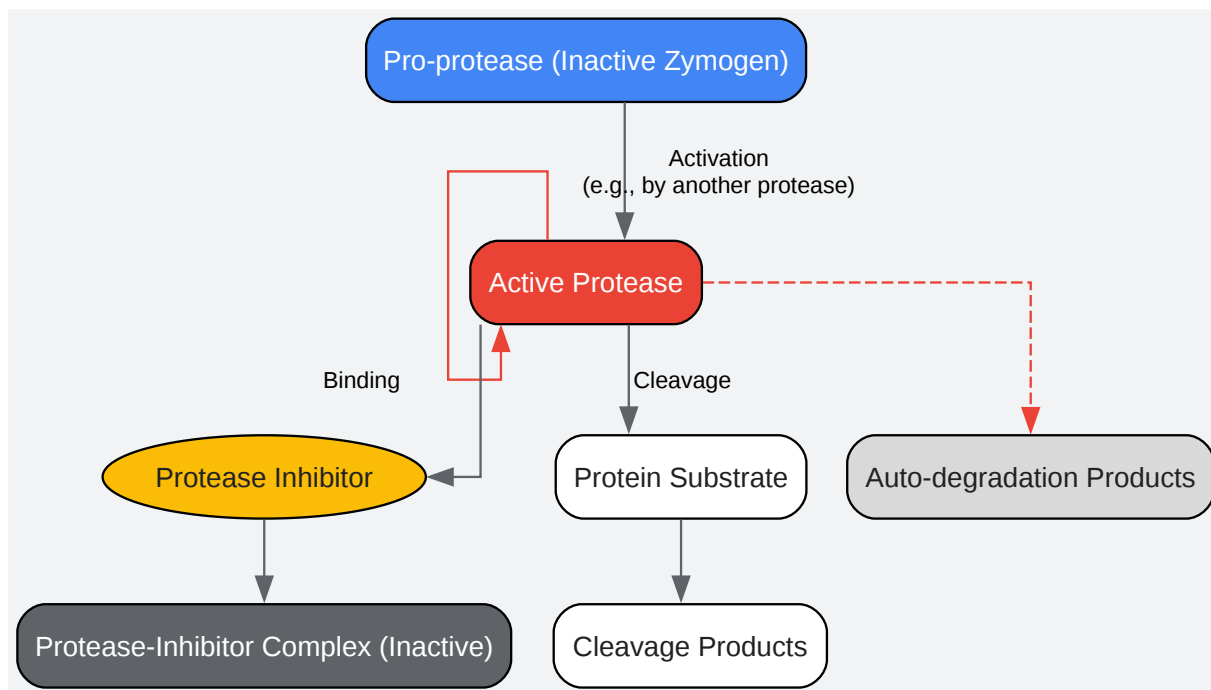 Pro-protease (Inactive Zymogen)
Activation
(e.g., by another protease)
Active Protease
Binding
Cleavage
Protease Inhibitor
Protein Substrate
Auto-degradation Products
Protease-Inhibitor Complex (Inactive)
Cleavage Products